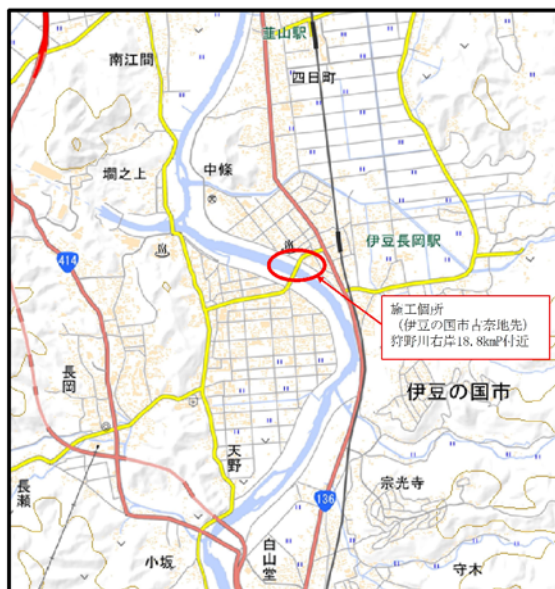 韮山駅
南江間
四日町
中條
墹之上
伊豆長岡駅
414
施工個所
(伊豆の国市古奈地先)
狩野川右岸18.8kmP付近
長岡
伊豆の国市
天野
長瀬
136
宗光寺
白山堂
小坂
守木